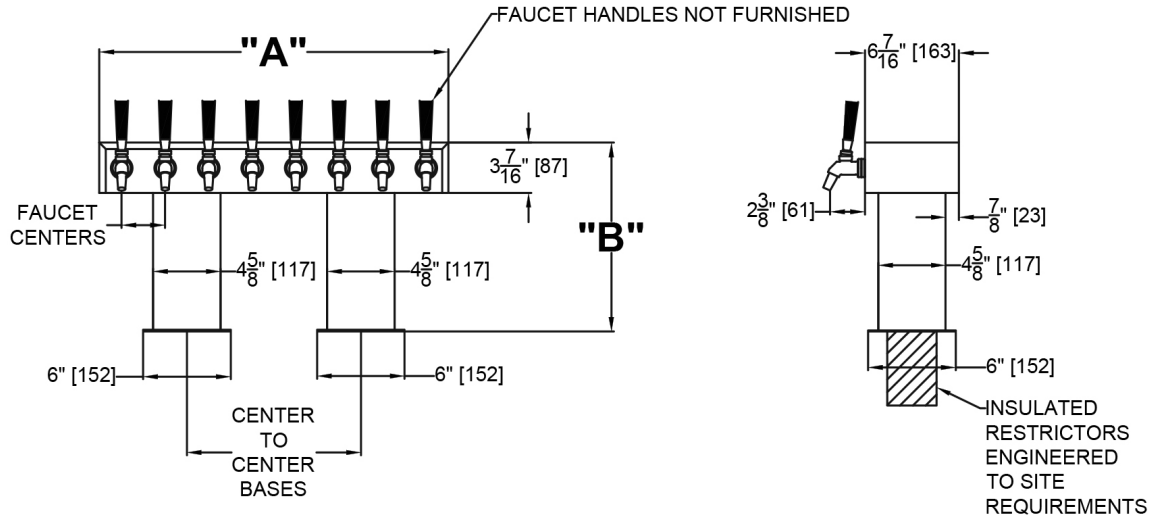 FAUCET HANDLES NOT FURNISHED
"A"
6 7/16" [163]
3 7/16" [87]
FAUCET
CENTERS
"B"
2 3/8" [61]
7/8" [23]
4 5/8" [117]
4 5/8" [117]
4 5/8" [117]
6" [152]
6" [152]
6" [152]
CENTER
TO
CENTER
BASES
INSULATED
RESTRICTORS
ENGINEERED
TO SITE
REQUIREMENTS